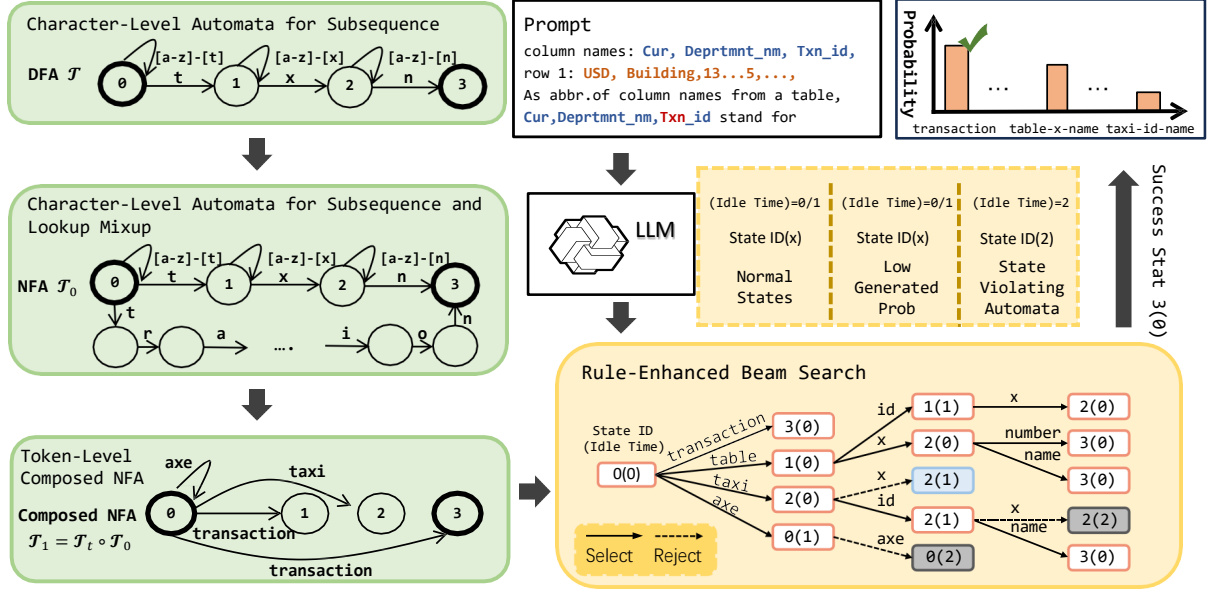 Character-Level Automata for Subsequence
DFA 𝒯
0
[a-z]-[t]
t
1
[a-z]-[x]
x
2
[a-z]-[n]
n
3
Character-Level Automata for Subsequence and
Lookup Mixup
NFA 𝒯₀
0
[a-z]-[t]
t
1
[a-z]-[x]
x
2
[a-z]-[n]
n
3
t
r
a
....
i
o
n
Token-Level
Composed NFA
Composed NFA
𝒯₁ = 𝒯ₜ ∘ 𝒯₀
axe
0
taxi
1
2
3
transaction
transaction
Prompt
column names: Cur, Deprtmnt_nm, Txn_id,
row 1: USD, Building,13...5,...,
As abbr.of column names from a table,
Cur,Deprtmnt_nm,Txn_id stand for
LLM
Probability
...
...
transaction
table-x-name
taxi-id-name
(Idle Time)=0/1
State ID(x)
Normal
States
(Idle Time)=0/1
State ID(x)
Low
Generated
Prob
(Idle Time)=2
State ID(2)
State
Violating
Automata
Success Stat 3(0)
Rule-Enhanced Beam Search
State ID
(Idle Time)
0(0)
transaction
3(0)
table
1(0)
taxi
2(0)
axe
0(1)
id
1(1)
x
2(0)
x
2(0)
number
3(0)
name
3(0)
x
2(1)
id
2(1)
x
2(2)
name
3(0)
axe
0(2)
Select
Reject